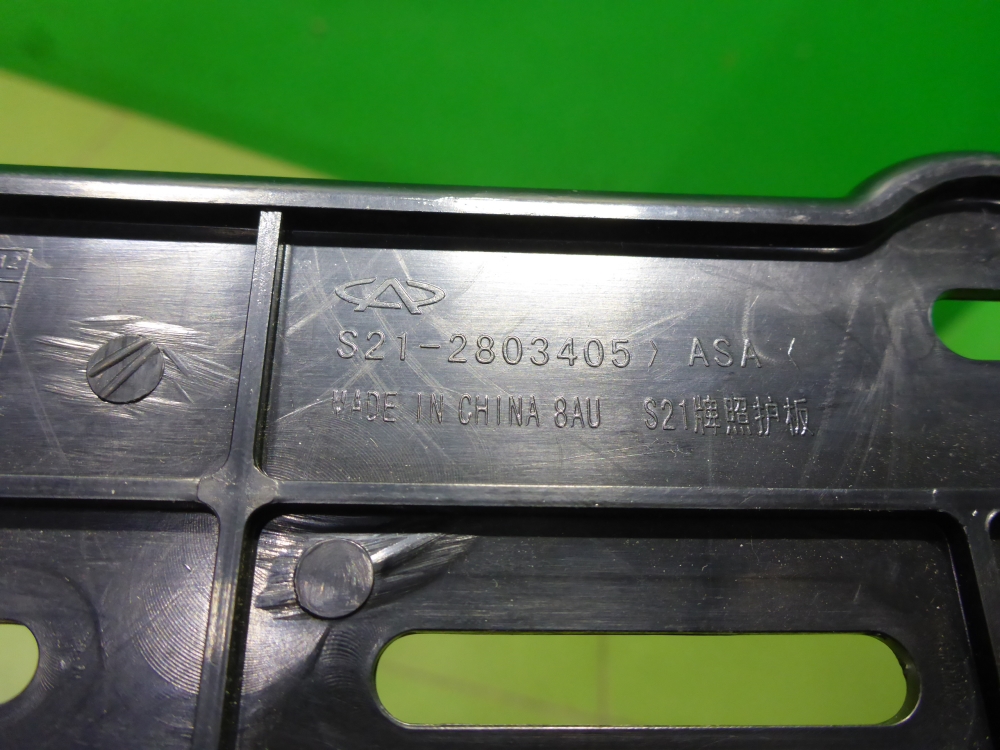 S21-2803405 > ASA <
MADE IN CHINA 8AU S21牌照护板